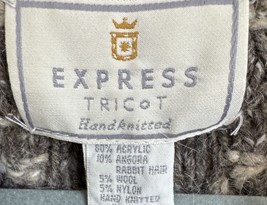 EXPRESS
TRICOT
Handknitted
80% ACRYLIC
10% ANGORA
RABBIT HAIR
5% WOOL
5% NYLON
HAND KNITTED